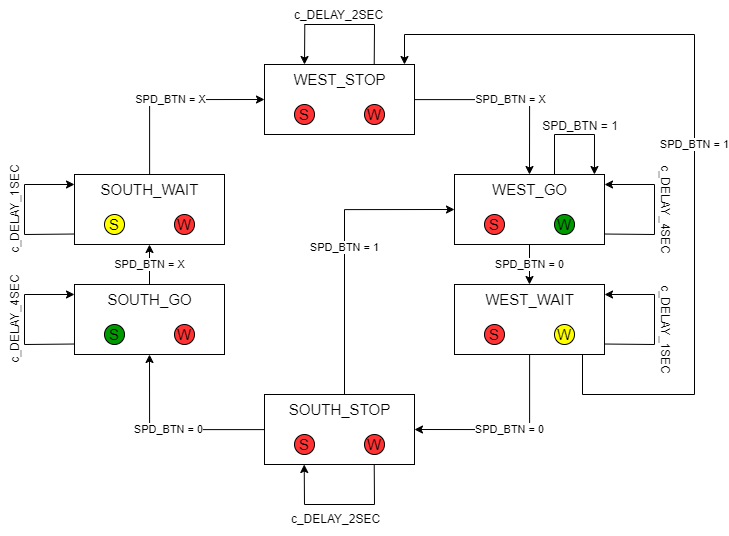 c_DELAY_2SEC
WEST_STOP
S W
SPD_BTN = X
SPD_BTN = X
SPD_BTN = 1
SPD_BTN = 1
c_DELAY_1SEC
SOUTH_WAIT
S W
WEST_GO
S W
c_DELAY_4SEC
SPD_BTN = 1
SPD_BTN = X
SPD_BTN = 0
c_DELAY_4SEC
SOUTH_GO
S W
WEST_WAIT
S W
c_DELAY_1SEC
SOUTH_STOP
S W
SPD_BTN = 0
SPD_BTN = 0
c_DELAY_2SEC